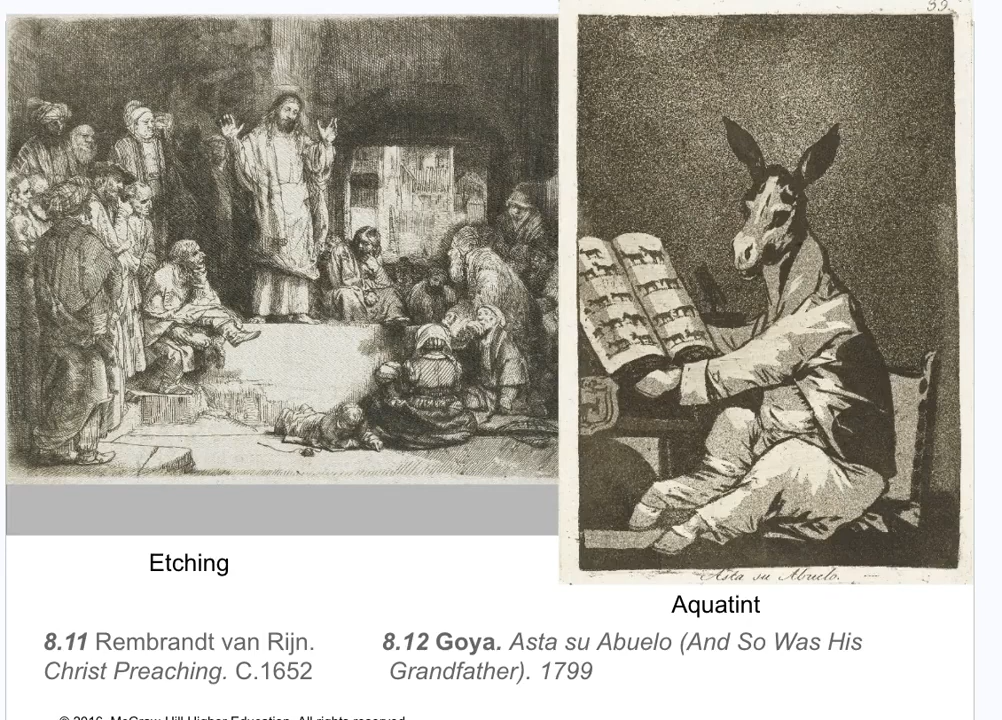 39.
Asta su Abuelo.
Etching
Aquatint
8.11 Rembrandt van Rijn.
Christ Preaching. C.1652
8.12 Goya. Asta su Abuelo (And So Was His
Grandfather). 1799
© 2016, McGraw-Hill Higher Education. All rights reserved.